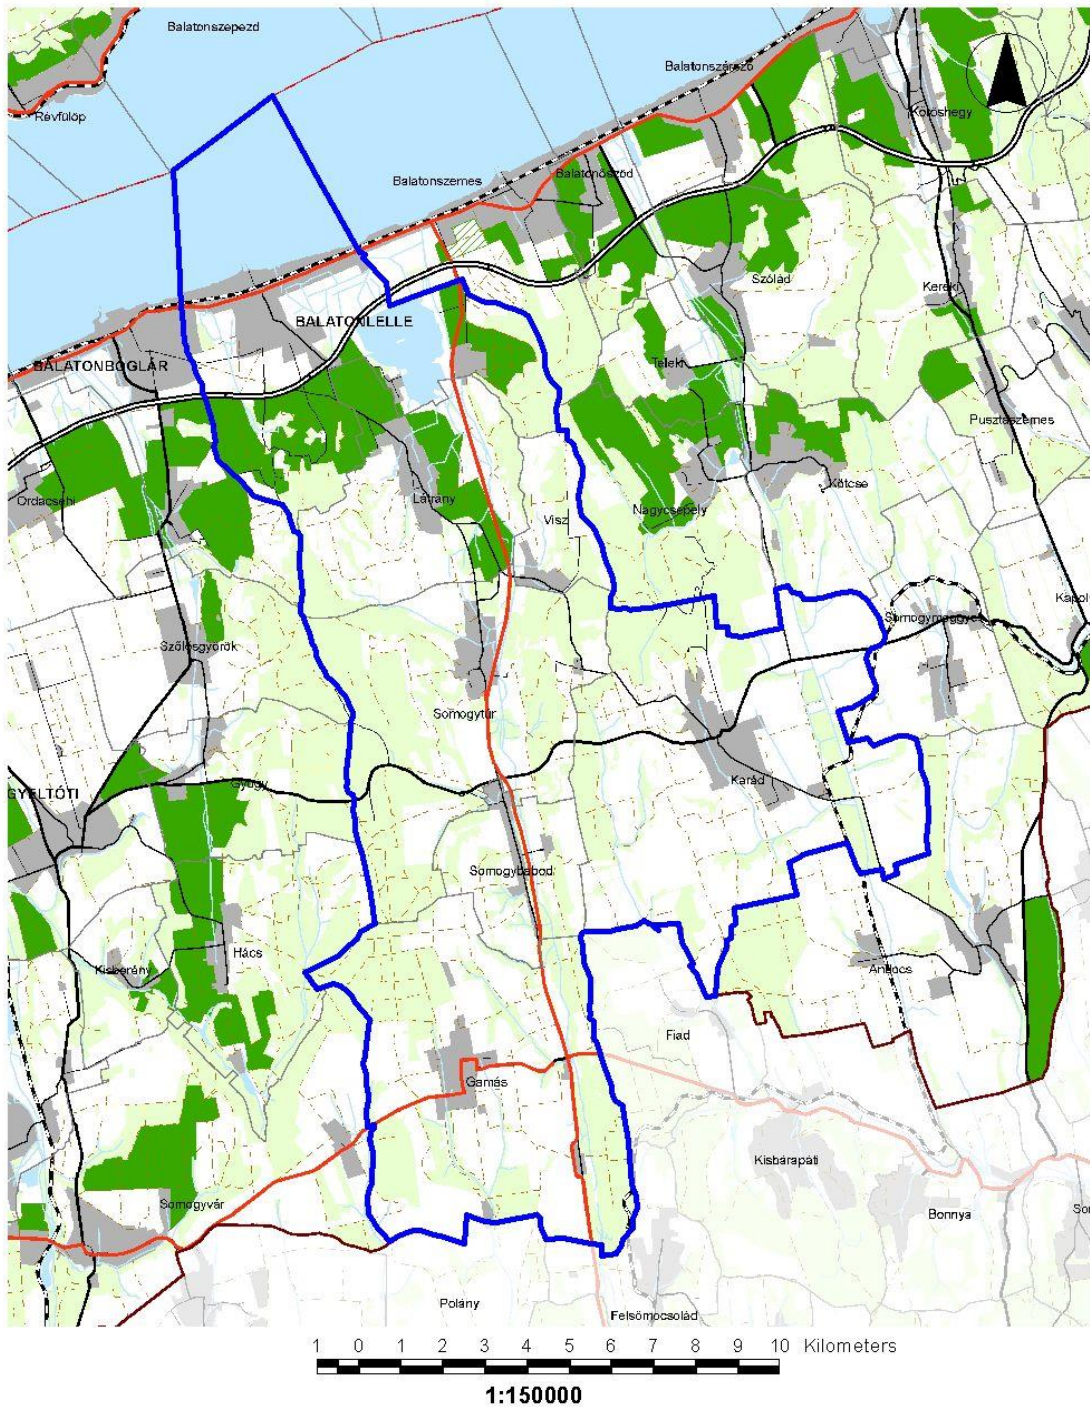 Balatonszepezd
Révfülöp
Balatonszárszó
Kőröshegy
Balatonszemes
Balatonőszöd
Szólád
Kereki
BALATONLELLE
BALATONBOGLÁR
Teleki
Pusztaszemes
Ordacsehi
Látrány
Visz
Nagycsepely
Kötcse
Somogymeggyes
Kapoly
Szőlősgyörök
Somogytúr
Karád
GYELTÓTI
Gyugy
Somogybabod
Hács
Kisberény
Andocs
Fiad
Gamás
Kisbárapáti
Somogyvár
Bonnya
Polány
Felsőmocsolád
1 0 1 2 3 4 5 6 7 8 9 10 Kilometers
1:150000